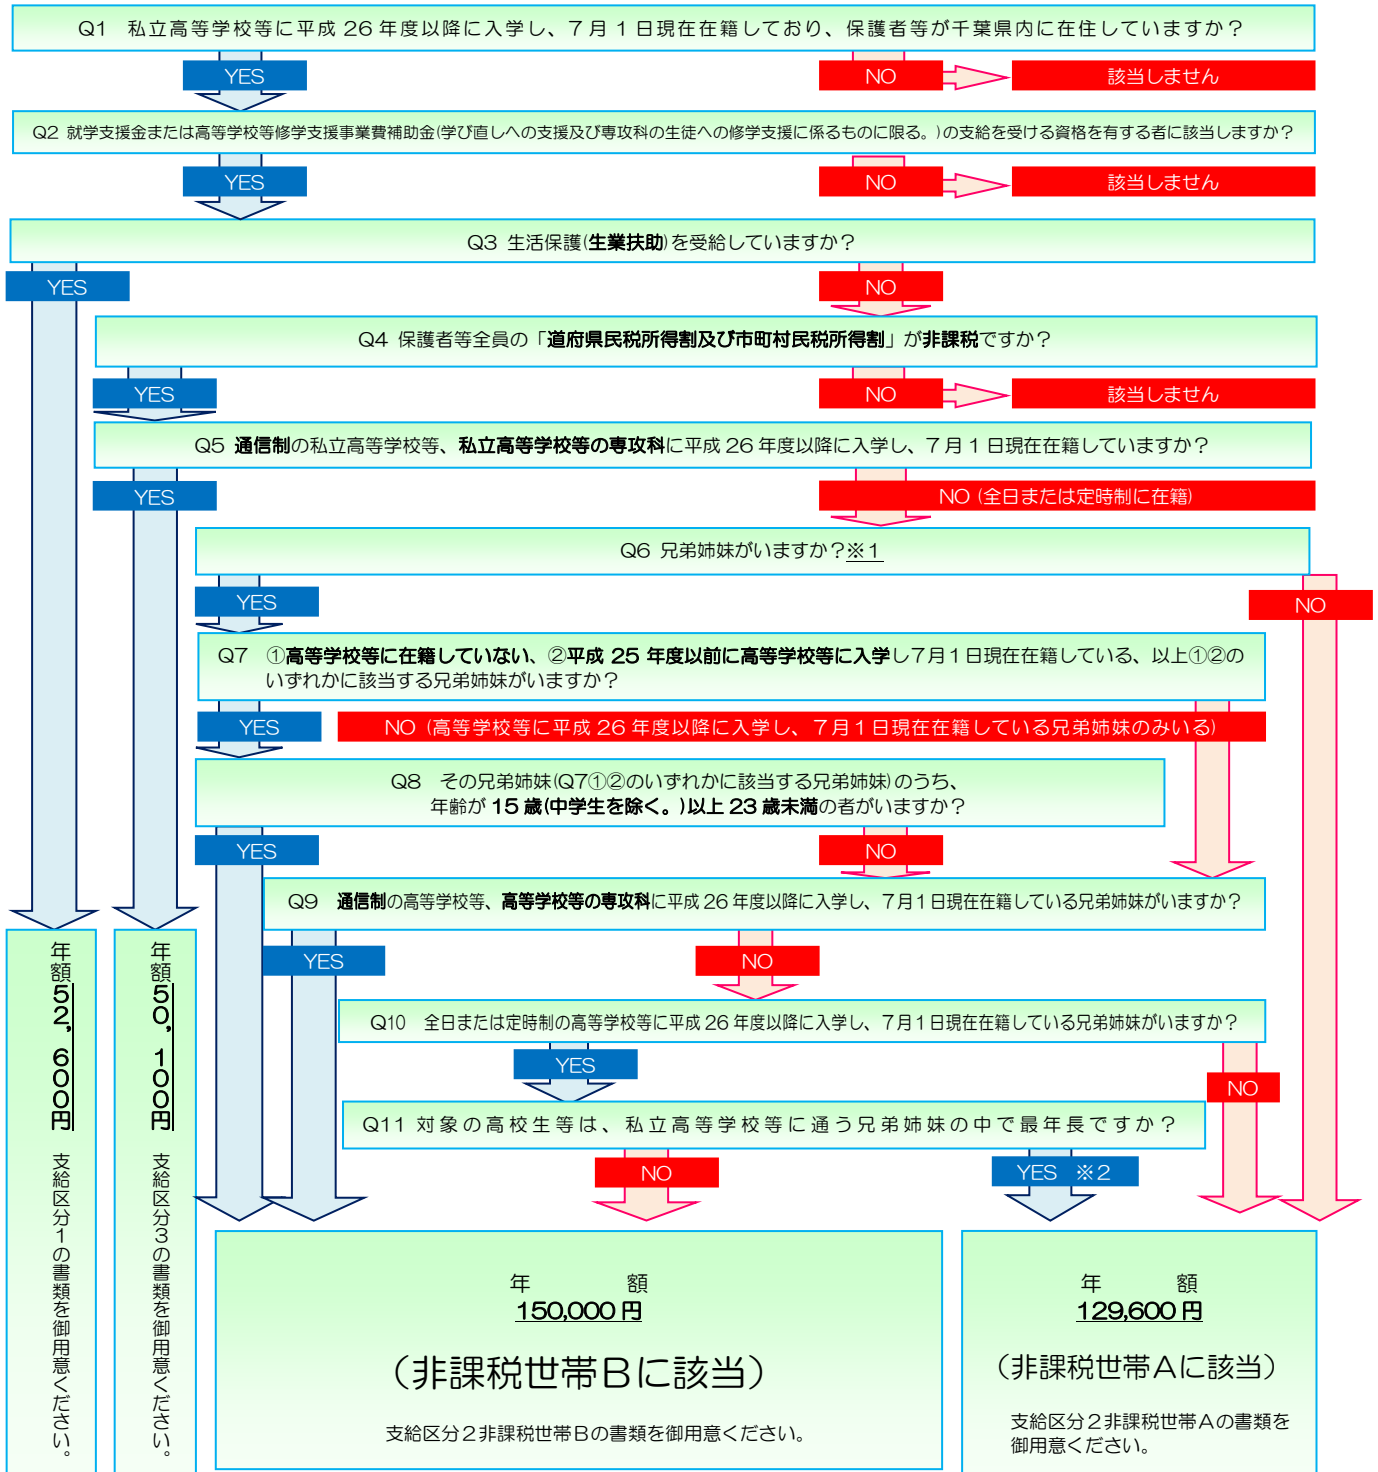 Q1　私立高等学校等に平成 26 年度以降に入学し、７月１日現在在籍しており、保護者等が千葉県内に在住していますか？
YES
NO
該当しません
Q2 就学支援金または高等学校等修学支援事業費補助金(学び直しへの支援及び専攻科の生徒への修学支援に係るものに限る。)の支給を受ける資格を有する者に該当しますか？
YES
NO
該当しません
Q3 生活保護(生業扶助)を受給していますか？
YES
NO
Q4 保護者等全員の「道府県民税所得割及び市町村民税所得割」が非課税ですか？
YES
NO
該当しません
Q5 通信制の私立高等学校等、私立高等学校等の専攻科に平成 26 年度以降に入学し、７月１日現在在籍していますか？
YES
NO (全日または定時制に在籍)
Q6 兄弟姉妹がいますか？※１
YES
NO
Q7　①高等学校等に在籍していない、②平成 25 年度以前に高等学校等に入学し７月１日現在在籍している、以上①②の
いずれかに該当する兄弟姉妹がいますか？
YES
NO (高等学校等に平成 26 年度以降に入学し、７月１日現在在籍している兄弟姉妹のみいる)
Q8　その兄弟姉妹(Q7①②のいずれかに該当する兄弟姉妹)のうち、
年齢が 15 歳(中学生を除く。)以上 23 歳未満の者がいますか？
YES
NO
Q9　通信制の高等学校等、高等学校等の専攻科に平成 26 年度以降に入学し、７月１日現在在籍している兄弟姉妹がいますか？
YES
NO
Q10　全日または定時制の高等学校等に平成 26 年度以降に入学し、７月１日現在在籍している兄弟姉妹がいますか？
YES
NO
Q11 対象の高校生等は、私立高等学校等に通う兄弟姉妹の中で最年長ですか？
NO
YES ※２
年額５２，６００円　支給区分１の書類を御用意ください。
年額５０，１００円　支給区分３の書類を御用意ください。
年　額
150,000 円
（非課税世帯Ｂに該当）
支給区分２非課税世帯Ｂの書類を御用意ください。
年　額
129,600 円
（非課税世帯Ａに該当）
支給区分２非課税世帯Ａの書類を
御用意ください。